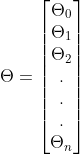 Θ = [Θ₀
Θ₁
Θ₂
.
.
.
Θₙ]